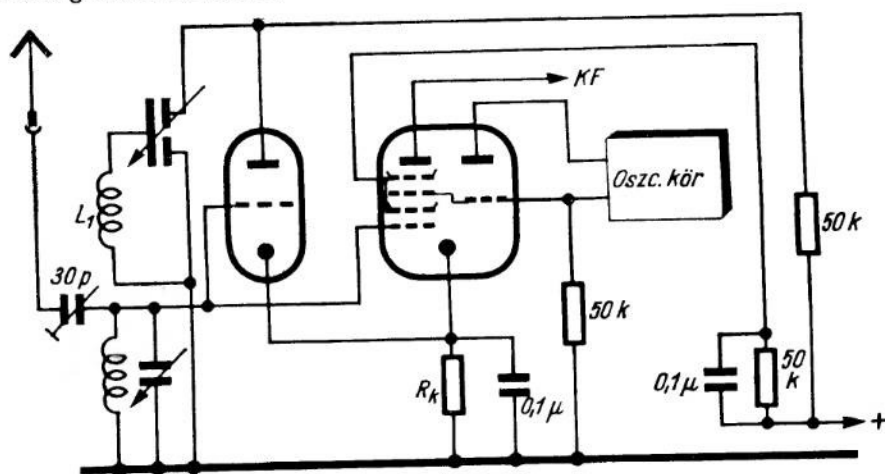 KF
Oszc. kör
L₁
30 p
50 k
50 k
R_k
0,1 μ
0,1 μ
50
k
+